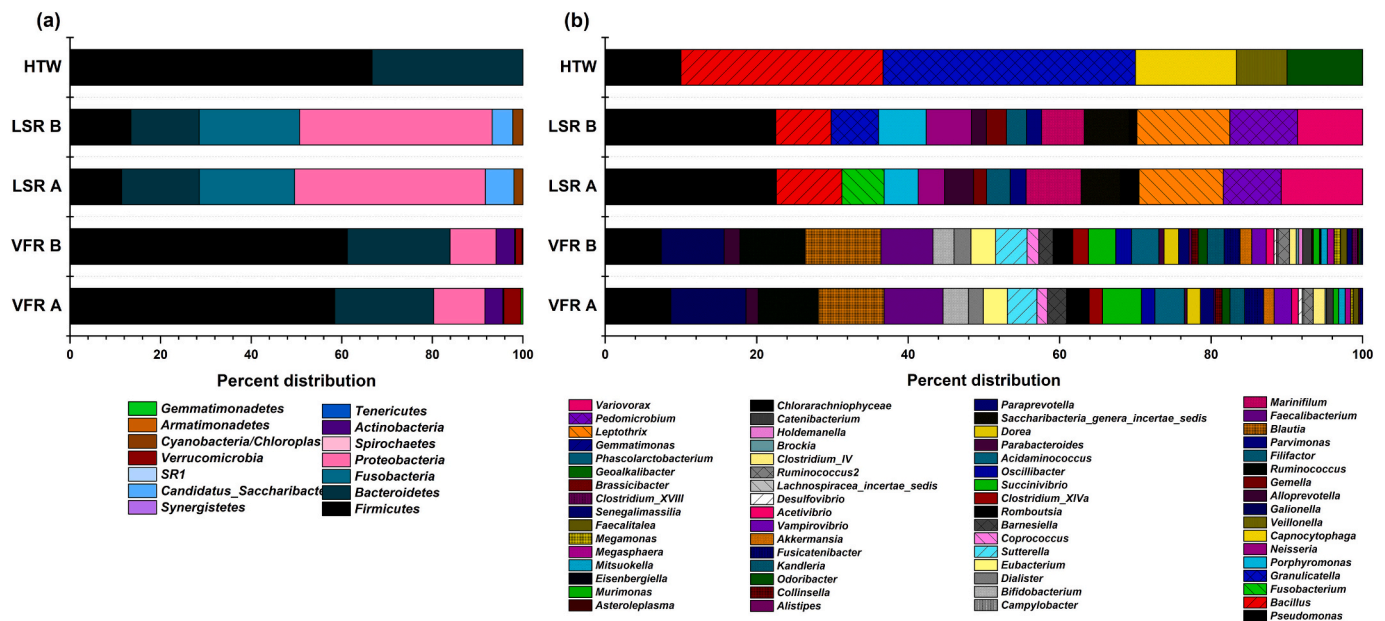 (a)
(b)
HTW
HTW
LSR B
LSR B
LSR A
LSR A
VFR B
VFR B
VFR A
VFR A
0 20 40 60 80 100
0 20 40 60 80 100
Percent distribution
Percent distribution
Gemmatimonadetes
Armatimonadetes
Cyanobacteria/Chloroplas
Verrucomicrobia
SR1
Candidatus_Saccharibacte
Synergistetes
Tenericutes
Actinobacteria
Spirochaetes
Proteobacteria
Fusobacteria
Bacteroidetes
Firmicutes
Variovorax
Pedomicrobium
Leptothrix
Gemmatimonas
Phascolarctobacterium
Geoalkalibacter
Brassicibacter
Clostridium_XVIII
Senegalimassilia
Faecalitalea
Megamonas
Megasphaera
Mitsuokella
Eisenbergiella
Murimonas
Asteroleplasma
Chlorarachniophyceae
Catenibacterium
Holdemanella
Brockia
Clostridium_IV
Ruminococcus2
Lachnospiracea_incertae_sedis
Desulfovibrio
Acetivibrio
Vampirovibrio
Akkermansia
Fusicatenibacter
Kandleria
Odoribacter
Collinsella
Alistipes
Paraprevotella
Saccharibacteria_genera_incertae_sedis
Dorea
Parabacteroides
Acidaminococcus
Oscillibacter
Succinivibrio
Clostridium_XIVa
Romboutsia
Barnesiella
Coprococcus
Sutterella
Eubacterium
Dialister
Bifidobacterium
Campylobacter
Marinifilum
Faecalibacterium
Blautia
Parvimonas
Filifactor
Ruminococcus
Gemella
Alloprevotella
Galionella
Veillonella
Capnocytophaga
Neisseria
Porphyromonas
Granulicatella
Fusobacterium
Bacillus
Pseudomonas